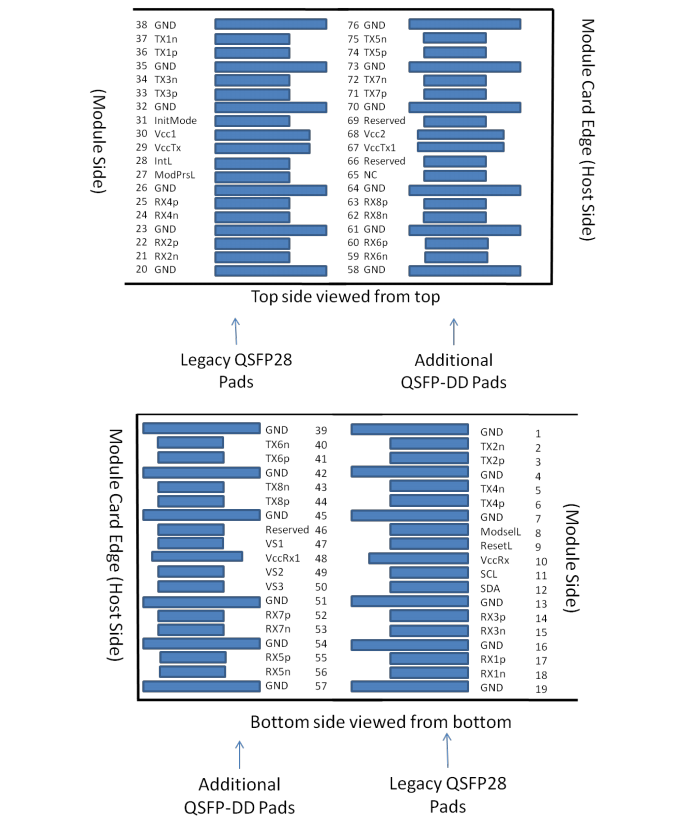 38 GND 76 GND
37 TX1n 75 TX5n
36 TX1p 74 TX5p
35 GND 73 GND
34 TX3n 72 TX7n
33 TX3p 71 TX7p
32 GND 70 GND
31 InitMode 69 Reserved
30 Vcc1 68 Vcc2
29 VccTx 67 VccTx1
28 IntL 66 Reserved
27 ModPrsL 65 NC
26 GND 64 GND
25 RX4p 63 RX8p
24 RX4n 62 RX8n
23 GND 61 GND
22 RX2p 60 RX6p
21 RX2n 59 RX6n
20 GND 58 GND
(Module Side)
Module Card Edge (Host Side)
Top side viewed from top
Legacy QSFP28
Pads
Additional
QSFP-DD Pads
GND 39 GND 1
TX6n 40 TX2n 2
TX6p 41 TX2p 3
GND 42 GND 4
TX8n 43 TX4n 5
TX8p 44 TX4p 6
GND 45 GND 7
Reserved 46 ModselL 8
VS1 47 ResetL 9
VccRx1 48 VccRx 10
VS2 49 SCL 11
VS3 50 SDA 12
GND 51 GND 13
RX7p 52 RX3p 14
RX7n 53 RX3n 15
GND 54 GND 16
RX5p 55 RX1p 17
RX5n 56 RX1n 18
GND 57 GND 19
Module Card Edge (Host Side)
(Module Side)
Bottom side viewed from bottom
Additional
QSFP-DD Pads
Legacy QSFP28
Pads